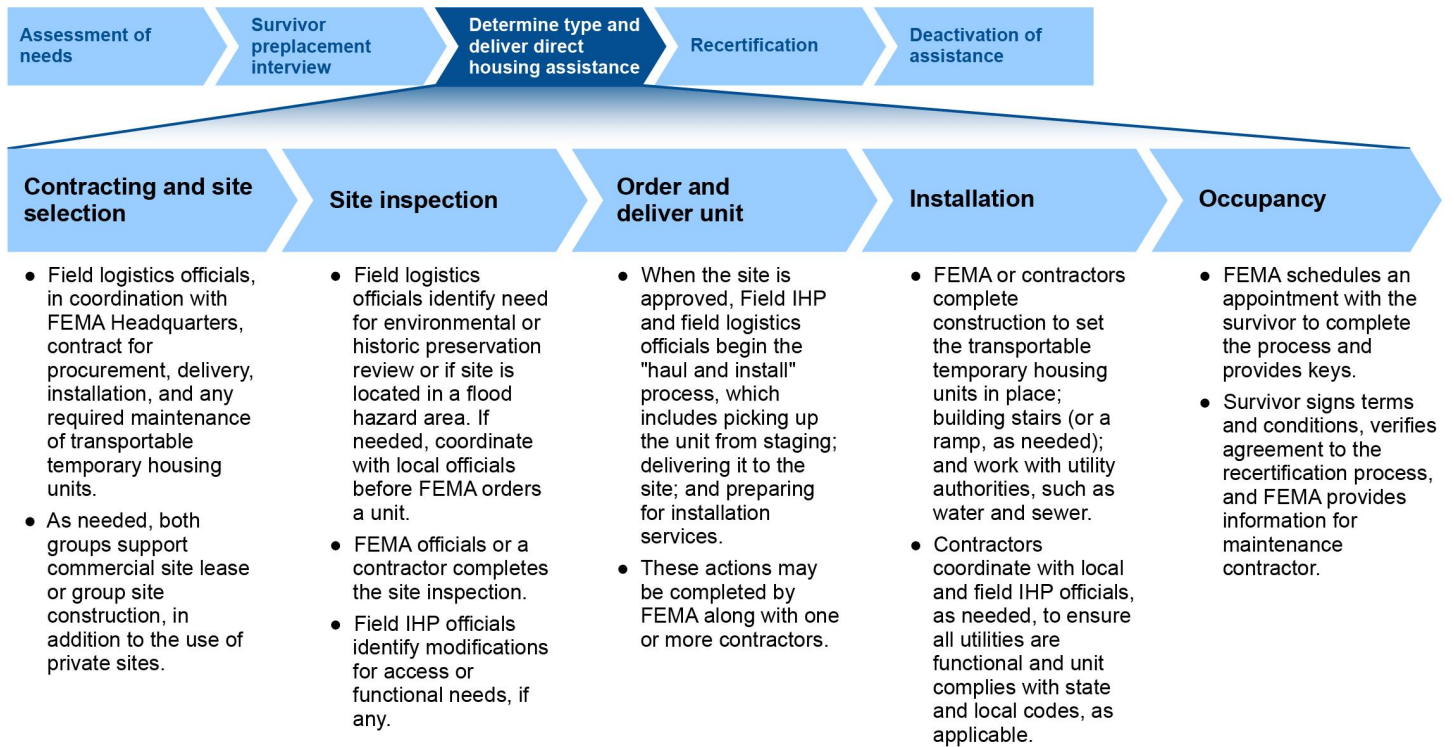 Assessment of
needs
Survivor
preplacement
interview
Determine type and
deliver direct
housing assistance
Recertification
Deactivation of
assistance
Contracting and site
selection
● Field logistics officials,
in coordination with
FEMA Headquarters,
contract for
procurement, delivery,
installation, and any
required maintenance
of transportable
temporary housing
units.
● As needed, both
groups support
commercial site lease
or group site
construction, in
addition to the use of
private sites.
Site inspection
● Field logistics
officials identify need
for environmental or
historic preservation
review or if site is
located in a flood
hazard area. If
needed, coordinate
with local officials
before FEMA orders
a unit.
● FEMA officials or a
contractor completes
the site inspection.
● Field IHP officials
identify modifications
for access or
functional needs, if
any.
Order and
deliver unit
● When the site is
approved, Field IHP
and field logistics
officials begin the
"haul and install"
process, which
includes picking up
the unit from staging;
delivering it to the
site; and preparing
for installation
services.
● These actions may
be completed by
FEMA along with one
or more contractors.
Installation
● FEMA or contractors
complete
construction to set
the transportable
temporary housing
units in place;
building stairs (or a
ramp, as needed);
and work with utility
authorities, such as
water and sewer.
● Contractors
coordinate with local
and field IHP officials,
as needed, to ensure
all utilities are
functional and unit
complies with state
and local codes, as
applicable.
Occupancy
● FEMA schedules an
appointment with the
survivor to complete
the process and
provides keys.
● Survivor signs terms
and conditions, verifies
agreement to the
recertification process,
and FEMA provides
information for
maintenance
contractor.